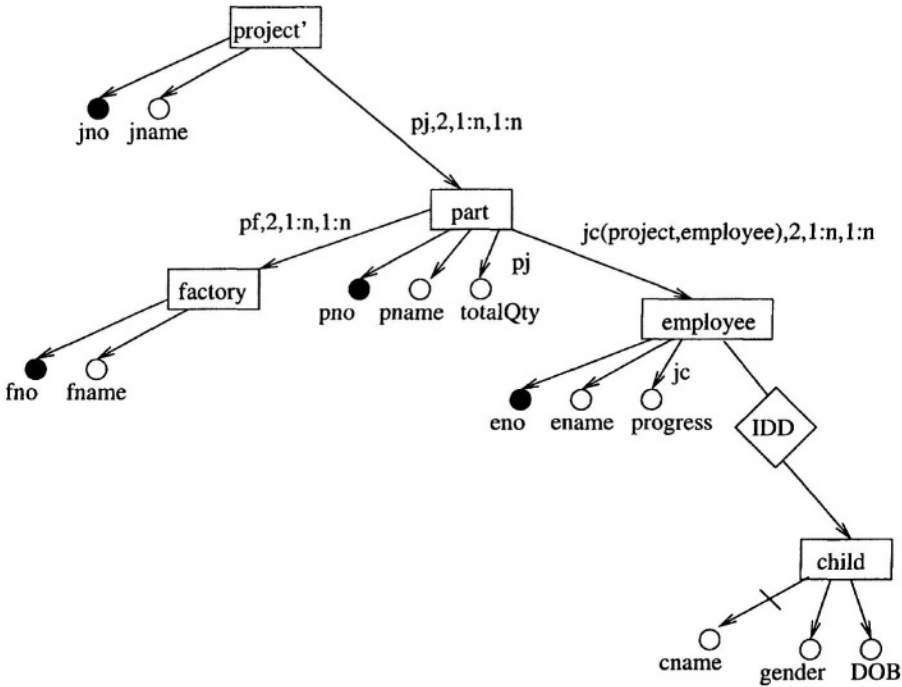 project'
jno jname
pj,2,1:n,1:n
part
pf,2,1:n,1:n
jc(project,employee),2,1:n,1:n
pj
factory
pno pname totalQty
employee
fno fname
jc
eno ename progress
IDD
child
cname
gender DOB